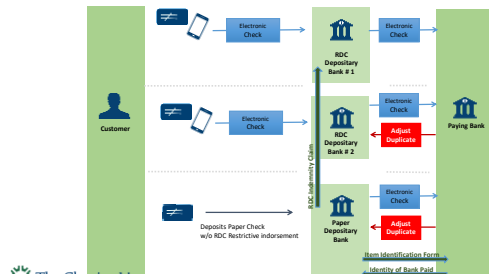 Electronic
Check
Electronic
Check
RDC
Depositary
Bank # 1
Customer
Electronic
Check
RDC
Depositary
Bank # 2
Electronic
Check
Adjust
Duplicate
Paying Bank
RDC Indemnity Claim
Deposits Paper Check
w/o RDC Restrictive indorsement
Paper
Depositary
Bank
Electronic
Check
Adjust
Duplicate
Item Identification Form
Identity of Bank Paid